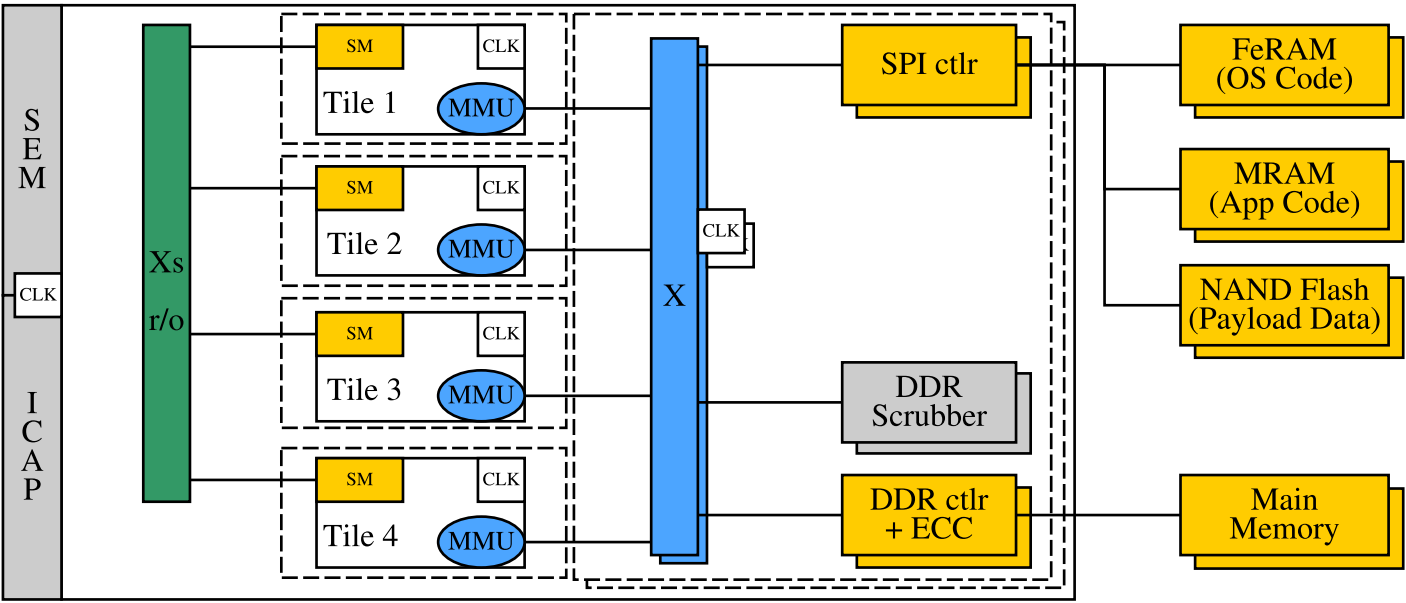 S
E
M
CLK
I
C
A
P
Xs
r/o
SM
CLK
Tile 1
MMU
SM
CLK
Tile 2
MMU
SM
CLK
Tile 3
MMU
SM
CLK
Tile 4
MMU
X
CLK
SPI ctlr
DDR
Scrubber
DDR ctlr
+ ECC
FeRAM
(OS Code)
MRAM
(App Code)
NAND Flash
(Payload Data)
Main
Memory